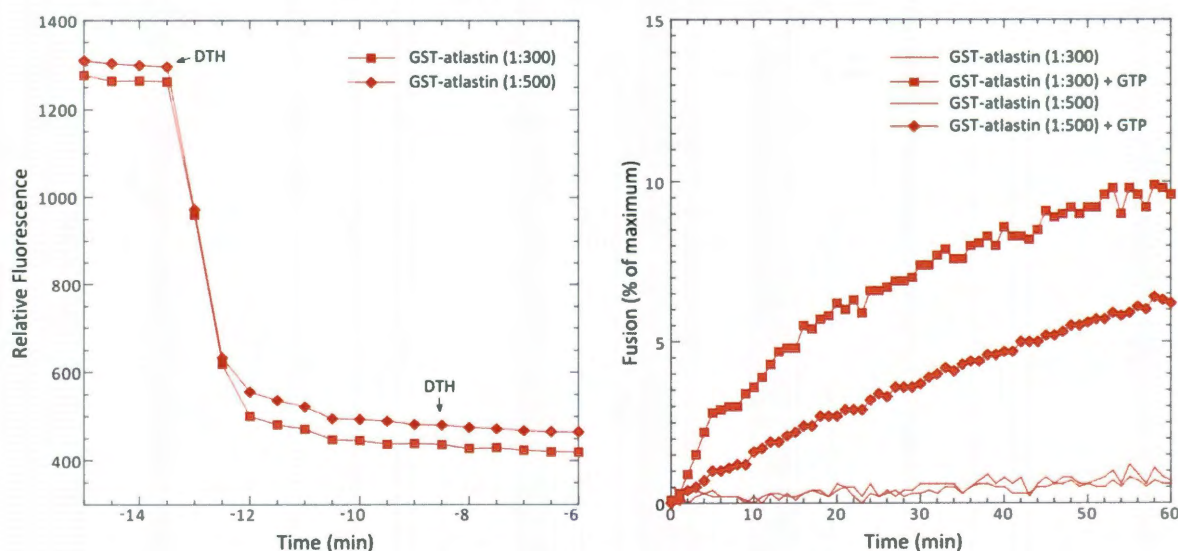 1400
1200
1000
800
600
400
-14
-12
-10
-8
-6
Relative Fluorescence
Time (min)
DTH
DTH
GST-atlastin (1:300)
GST-atlastin (1:500)
15
10
5
0
0
10
20
30
40
50
60
Fusion (% of maximum)
Time (min)
GST-atlastin (1:300)
GST-atlastin (1:300) + GTP
GST-atlastin (1:500)
GST-atlastin (1:500) + GTP